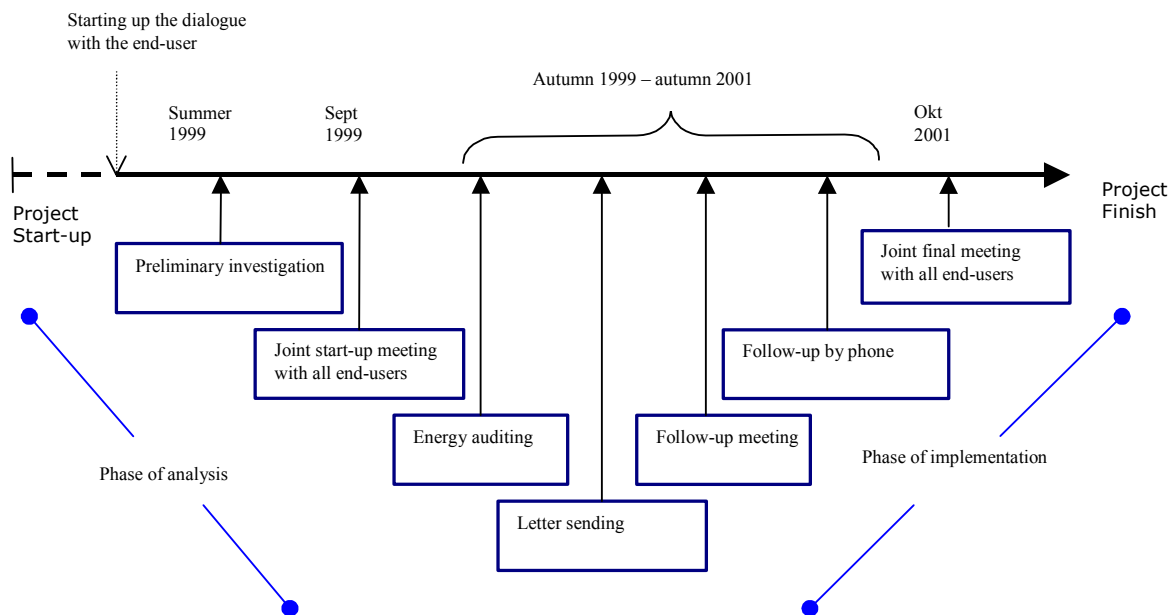 Starting up the dialogue
with the end-user
Autumn 1999 – autumn 2001
Summer
1999
Sept
1999
Okt
2001
Project
Start-up
Project
Finish
Preliminary investigation
Joint final meeting
with all end-users
Joint start-up meeting
with all end-users
Follow-up by phone
Energy auditing
Follow-up meeting
Phase of analysis
Phase of implementation
Letter sending